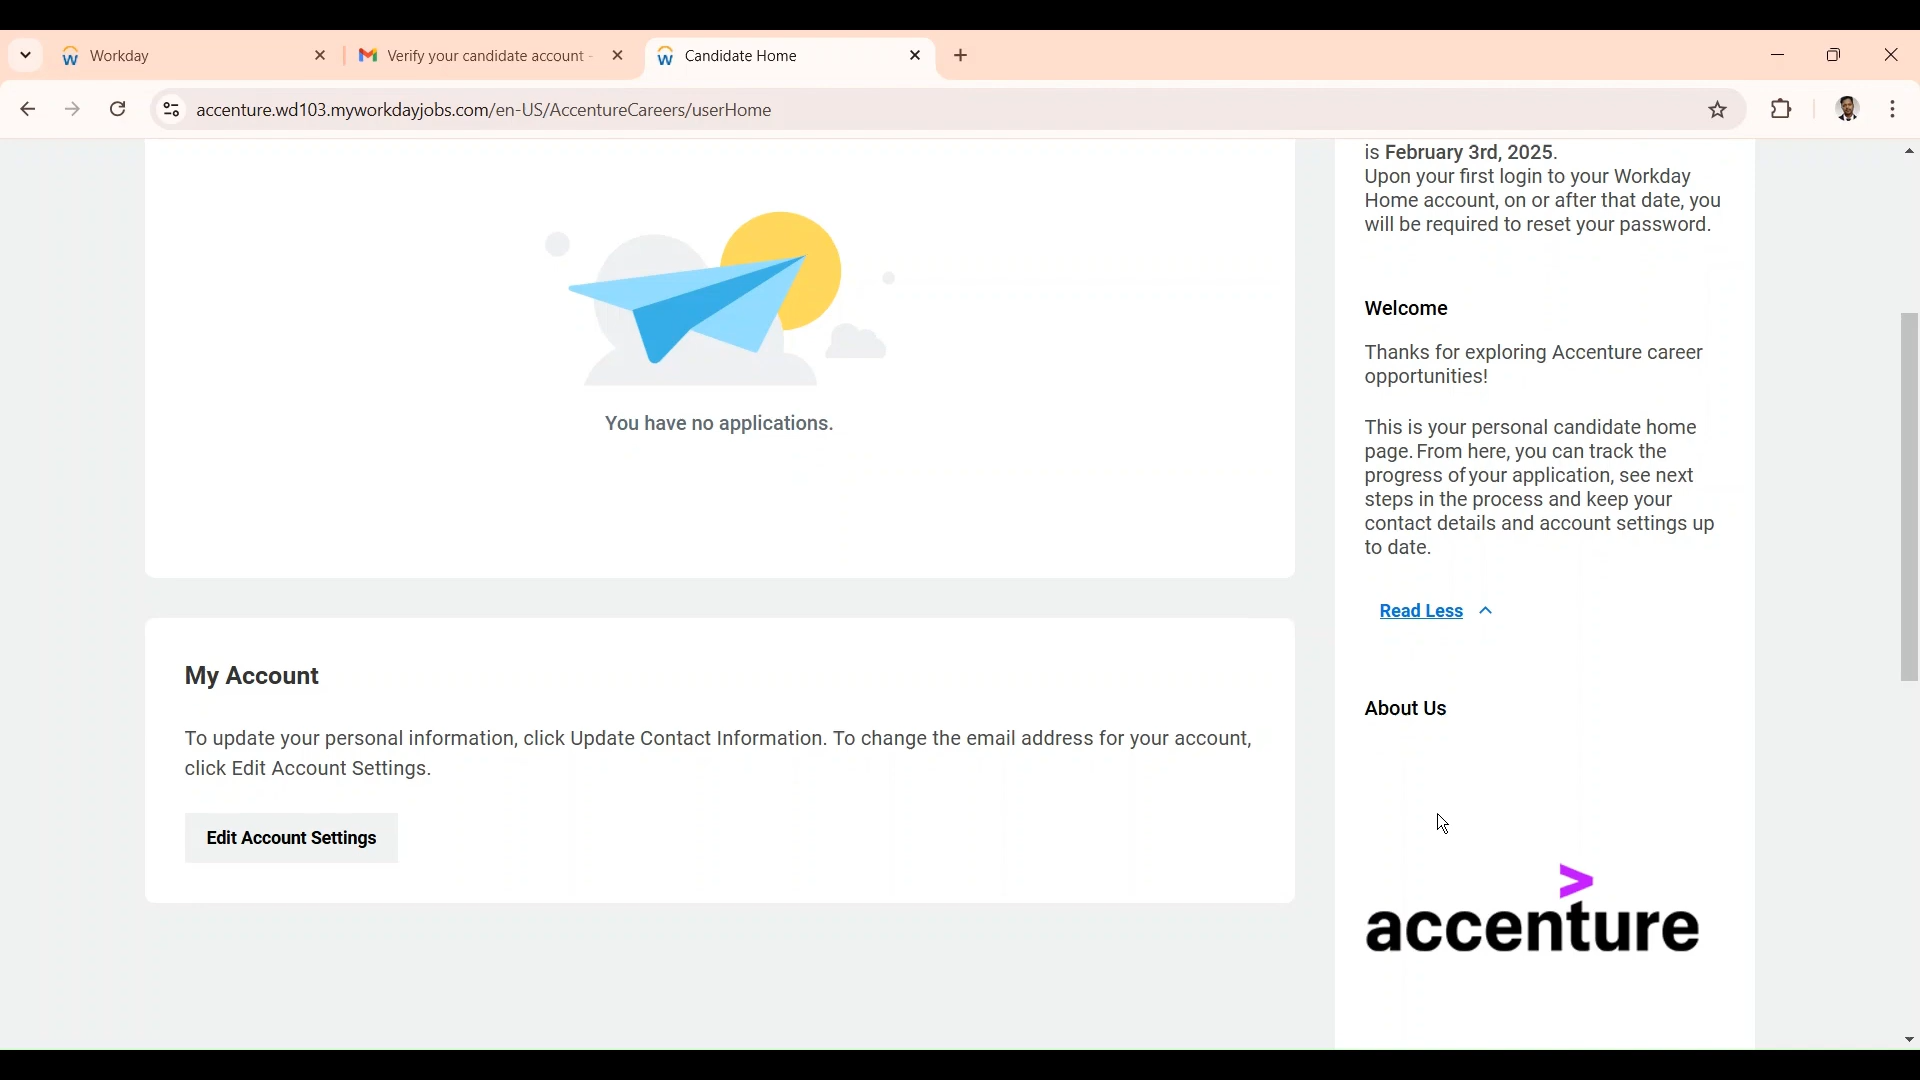 Workday
Verify your candidate account -
Candidate Home
accenture.wd103.myworkdayjobs.com/en-US/AccentureCareers/userHome
You have no applications.
My Account
To update your personal information, click Update Contact Information. To change the email address for your account,
click Edit Account Settings.
Edit Account Settings
is February 3rd, 2025.
Upon your first login to your Workday
Home account, on or after that date, you
will be required to reset your password.
Welcome
Thanks for exploring Accenture career
opportunities!
This is your personal candidate home
page. From here, you can track the
progress of your application, see next
steps in the process and keep your
contact details and account settings up
to date.
Read Less
About Us
accenture